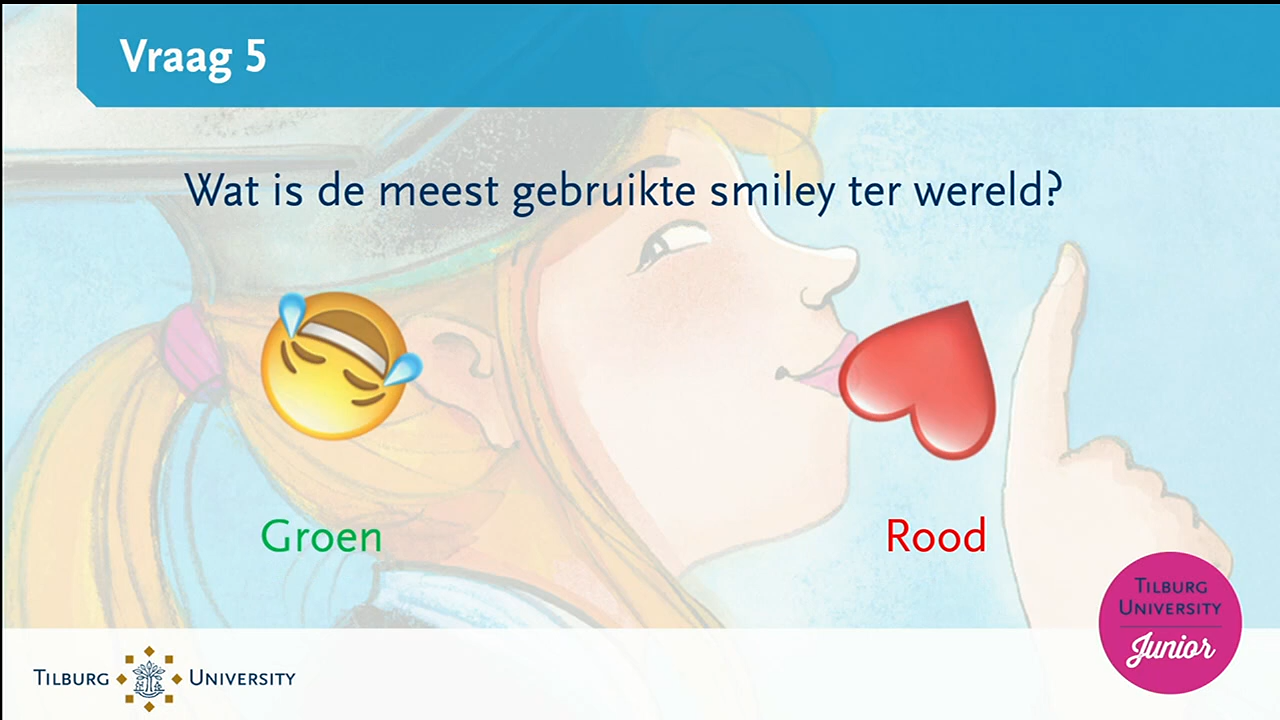 Vraag 5
Wat is de meest gebruikte smiley ter wereld?
Groen
Rood
TILBURG
UNIVERSITY
Junior
TILBURG UNIVERSITY